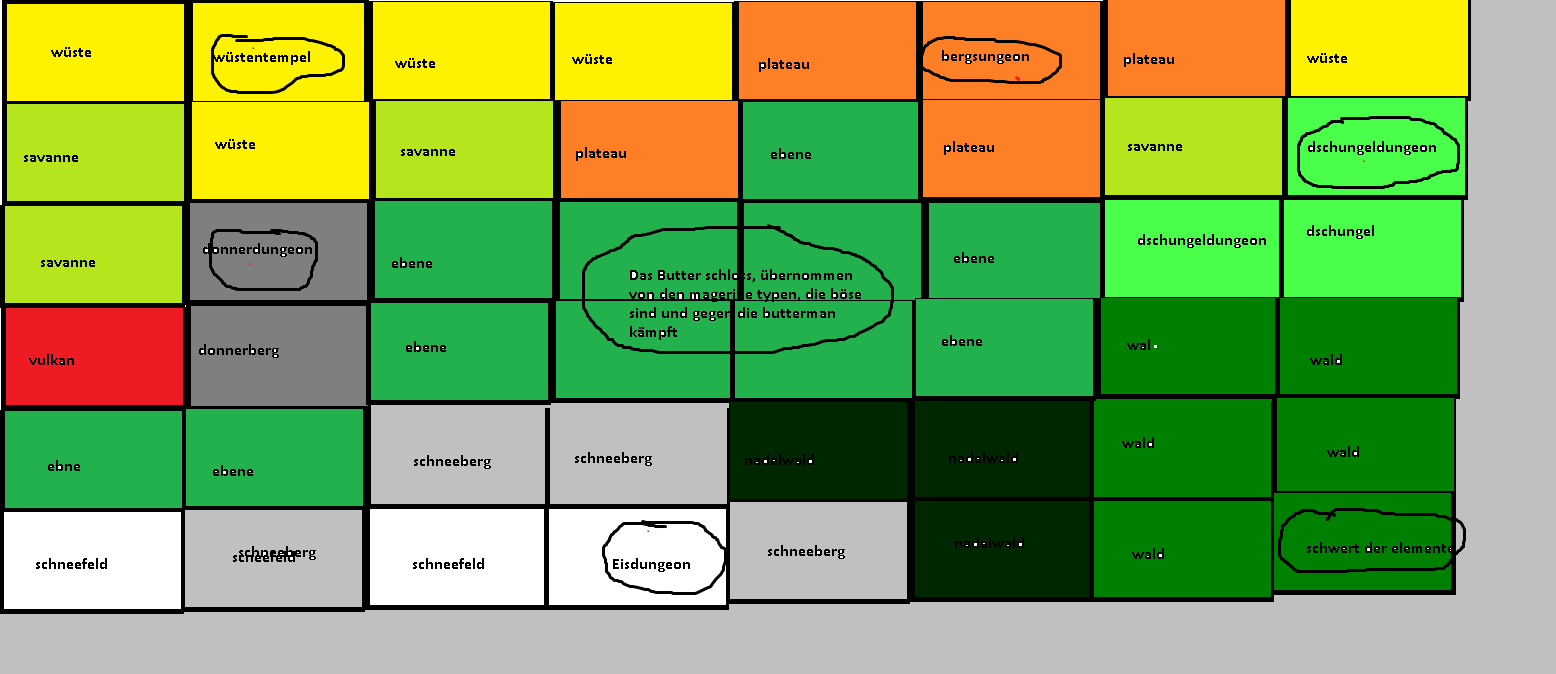 wüste
wüstentempel
wüste
wüste
plateau
bergsungeon
plateau
wüste
savanne
wüste
savanne
plateau
ebene
plateau
savanne
dschungeldungeon
savanne
donnerdungeon
ebene
Das Butter schloss, übernommen
von den magerine typen, die böse
sind und gegen die butterman
kämpft
ebene
dschungeldungeon
dschungel
vulkan
donnerberg
ebene
ebene
wal
wald
ebne
ebene
schneeberg
schneeberg
nadelwald
nadelwald
wald
wald
schneefeld
schneeberg
schneefeld
schneefeld
Eisdungeon
schneeberg
nadelwald
wald
schwert der elemente